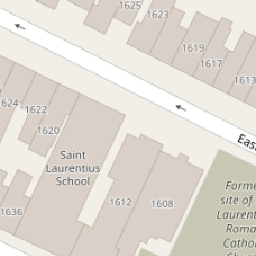 1625
1623
1619
1617
1613
1624
1622
1620
East
Saint
Laurentius
School
1612
1608
1636
Forme
site of
Laurent
Roma
Catho